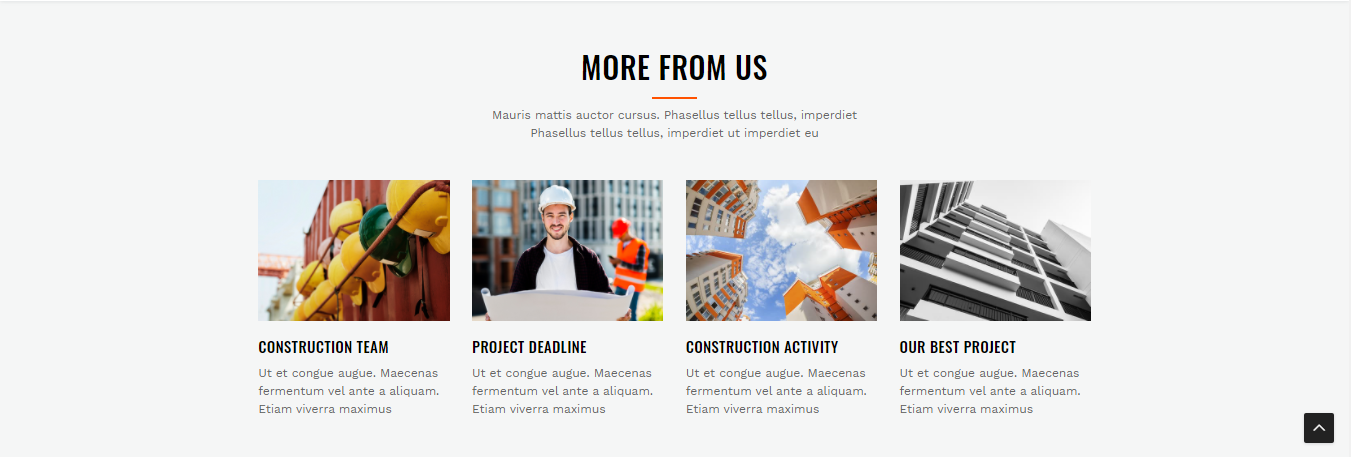 MORE FROM US
Mauris mattis auctor cursus. Phasellus tellus tellus, imperdiet
Phasellus tellus tellus, imperdiet ut imperdiet eu
CONSTRUCTION TEAM
Ut et congue augue. Maecenas
fermentum vel ante a aliquam.
Etiam viverra maximus
PROJECT DEADLINE
Ut et congue augue. Maecenas
fermentum vel ante a aliquam.
Etiam viverra maximus
CONSTRUCTION ACTIVITY
Ut et congue augue. Maecenas
fermentum vel ante a aliquam.
Etiam viverra maximus
OUR BEST PROJECT
Ut et congue augue. Maecenas
fermentum vel ante a aliquam.
Etiam viverra maximus